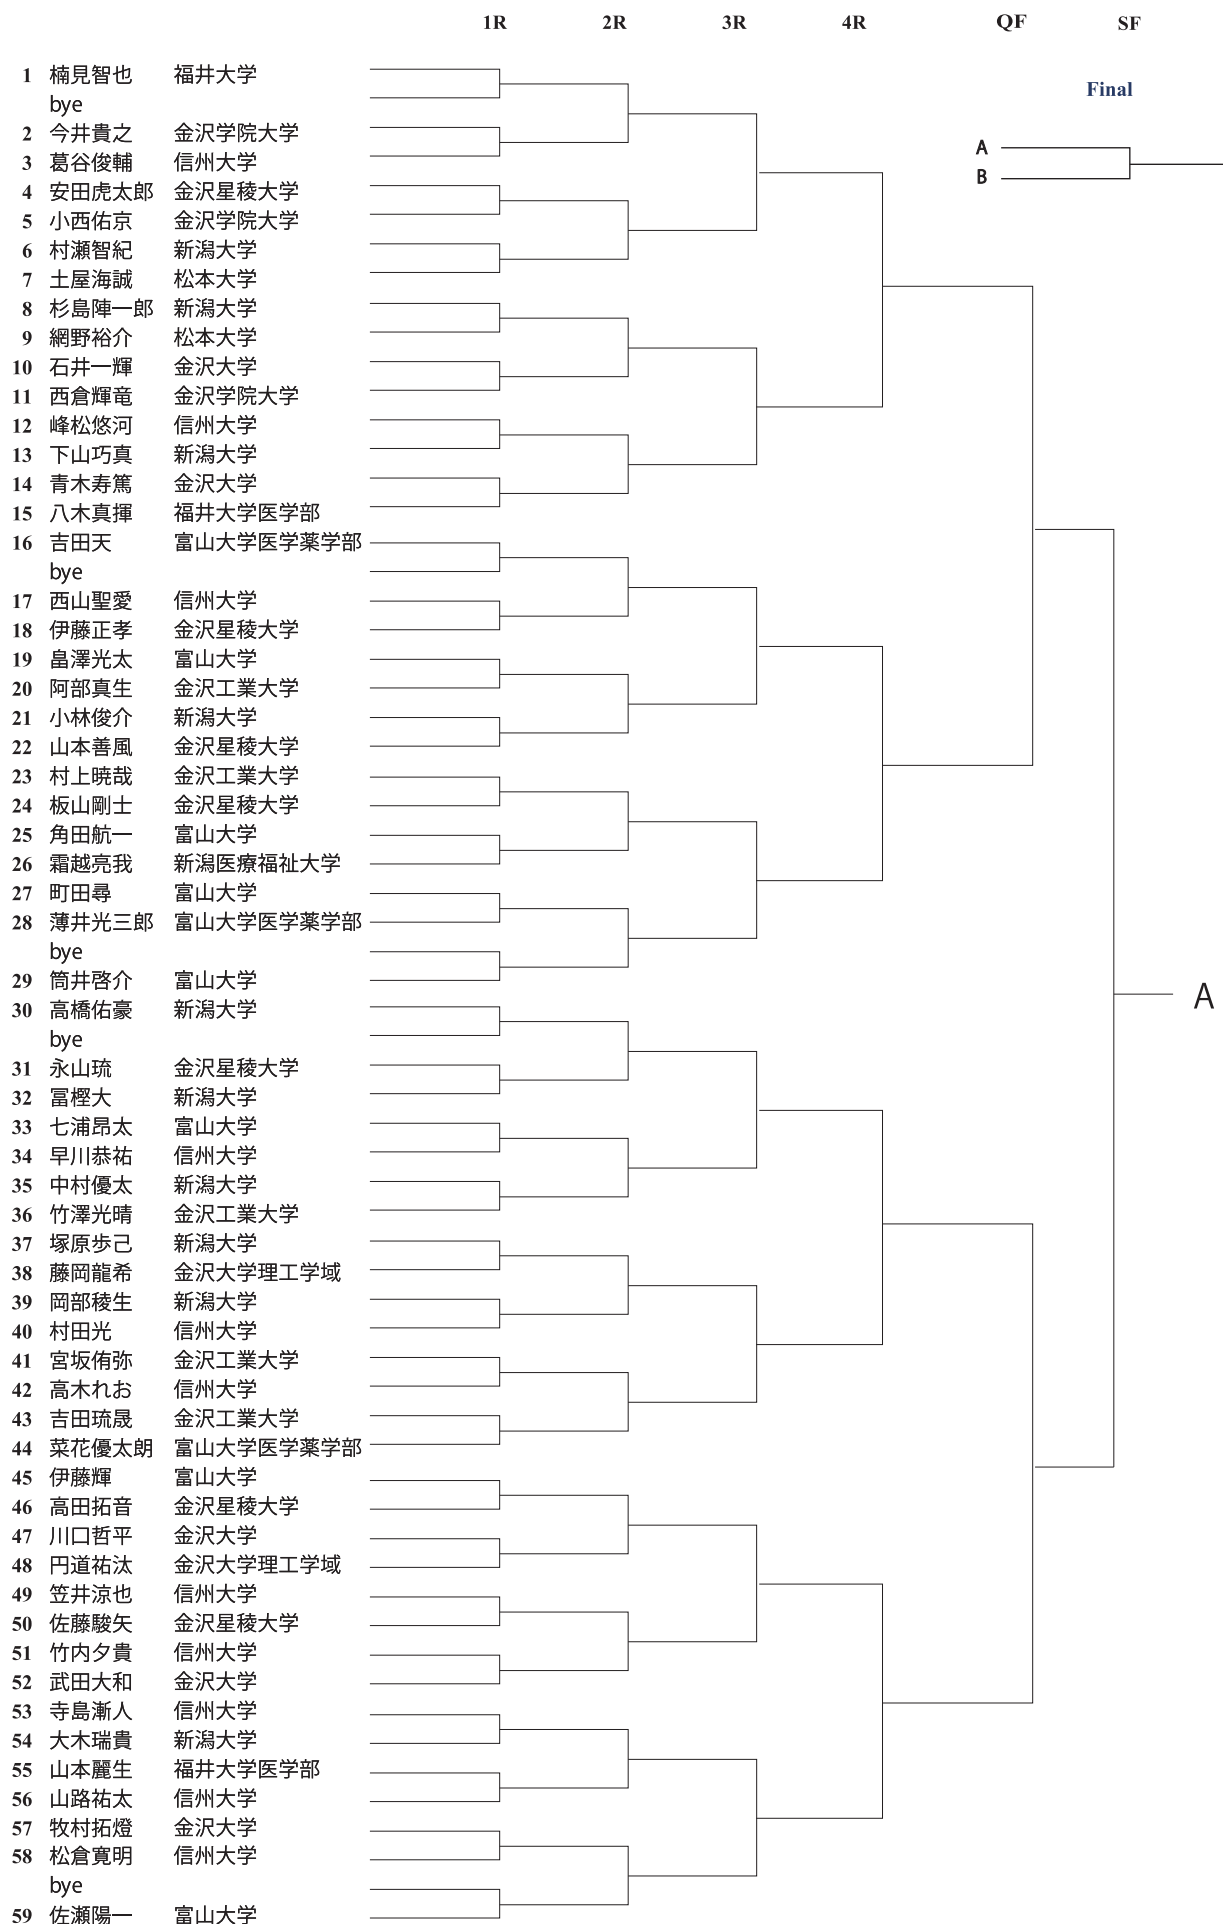 1R 2R 3R 4R QF SF
1 楠見智也 福井大学
Final
bye
2 今井貴之 金沢学院大学
A
3 葛谷俊輔 信州大学
B
4 安田虎太郎 金沢星稜大学
5 小西佑京 金沢学院大学
6 村瀬智紀 新潟大学
7 土屋海誠 松本大学
8 杉島陣一郎 新潟大学
9 網野裕介 松本大学
10 石井一輝 金沢大学
11 西倉輝竜 金沢学院大学
12 峰松悠河 信州大学
13 下山巧真 新潟大学
14 青木寿篤 金沢大学
15 八木真揮 福井大学医学部
16 吉田天 富山大学医学薬学部
bye
17 西山聖愛 信州大学
18 伊藤正孝 金沢星稜大学
19 畠澤光太 富山大学
20 阿部真生 金沢工業大学
21 小林俊介 新潟大学
22 山本善風 金沢星稜大学
23 村上暁哉 金沢工業大学
24 板山剛士 金沢星稜大学
25 角田航一 富山大学
26 霜越亮我 新潟医療福祉大学
27 町田尋 富山大学
28 薄井光三郎 富山大学医学薬学部
bye
29 筒井啓介 富山大学
A
30 高橋佑豪 新潟大学
bye
31 永山琉 金沢星稜大学
32 冨樫大 新潟大学
33 七浦昂太 富山大学
34 早川恭祐 信州大学
35 中村優太 新潟大学
36 竹澤光晴 金沢工業大学
37 塚原歩己 新潟大学
38 藤岡龍希 金沢大学理工学域
39 岡部稜生 新潟大学
40 村田光 信州大学
41 宮坂侑弥 金沢工業大学
42 高木れお 信州大学
43 吉田琉晟 金沢工業大学
44 菜花優太朗 富山大学医学薬学部
45 伊藤輝 富山大学
46 高田拓音 金沢星稜大学
47 川口哲平 金沢大学
48 円道祐汰 金沢大学理工学域
49 笠井涼也 信州大学
50 佐藤駿矢 金沢星稜大学
51 竹内夕貴 信州大学
52 武田大和 金沢大学
53 寺島漸人 信州大学
54 大木瑞貴 新潟大学
55 山本麗生 福井大学医学部
56 山路祐太 信州大学
57 牧村拓燈 金沢大学
58 松倉寛明 信州大学
bye
59 佐瀬陽一 富山大学